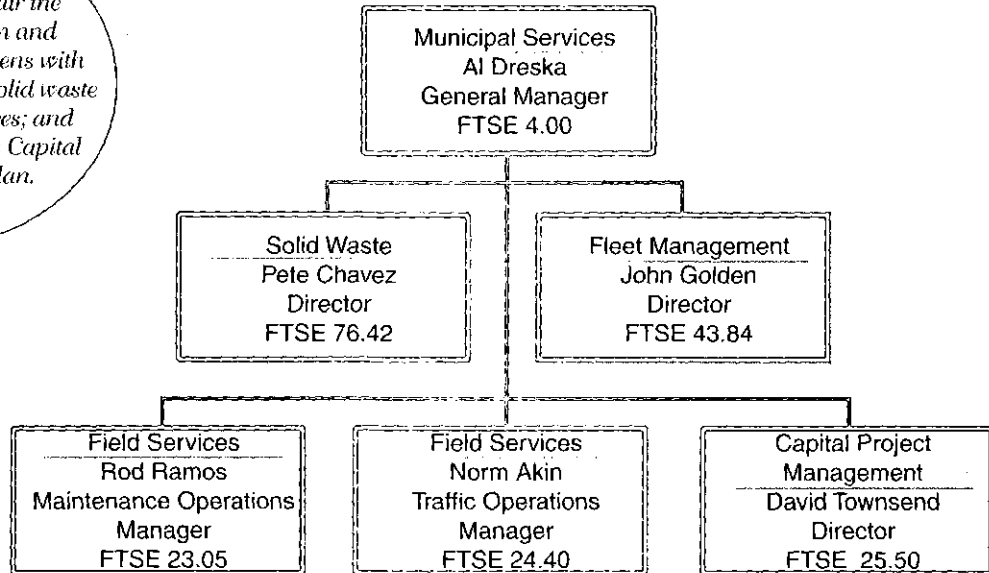 n and
ens with
olid waste
es; and
Capital
lan.
Municipal Services
Al Dreska
General Manager
FTSE 4.00
Solid Waste
Pete Chavez
Director
FTSE 76.42
Fleet Management
John Golden
Director
FTSE 43.84
Field Services
Rod Ramos
Maintenance Operations
Manager
FTSE 23.05
Field Services
Norm Akin
Traffic Operations
Manager
FTSE 24.40
Capital Project
Management
David Townsend
Director
FTSE 25.50